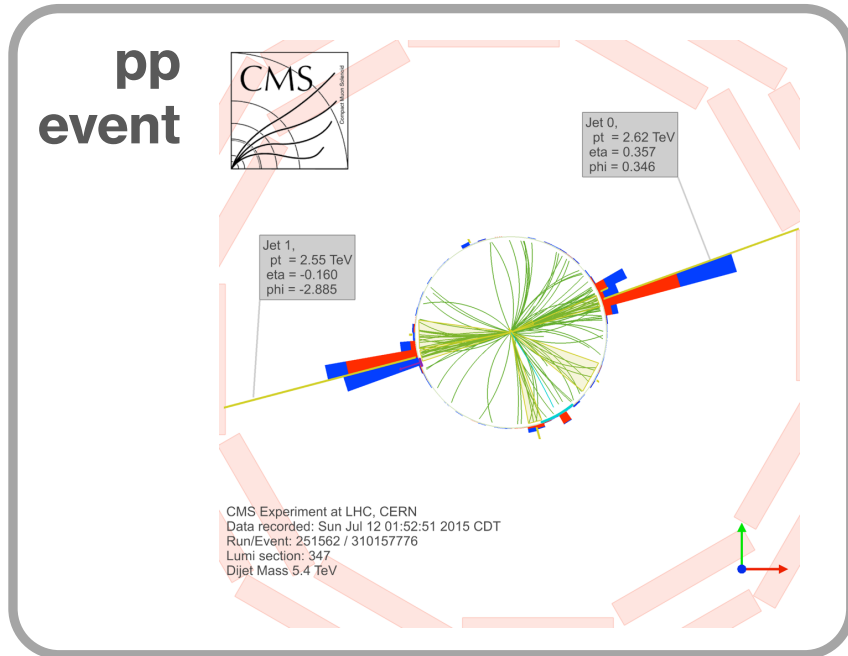 pp
event
CMS
Compact Muon Solenoid
Jet 0,
pt = 2.62 TeV
eta = 0.357
phi = 0.346
Jet 1,
pt = 2.55 TeV
eta = -0.160
phi = -2.885
CMS Experiment at LHC, CERN
Data recorded: Sun Jul 12 01:52:51 2015 CDT
Run/Event: 251562 / 310157776
Lumi section: 347
Dijet Mass 5.4 TeV